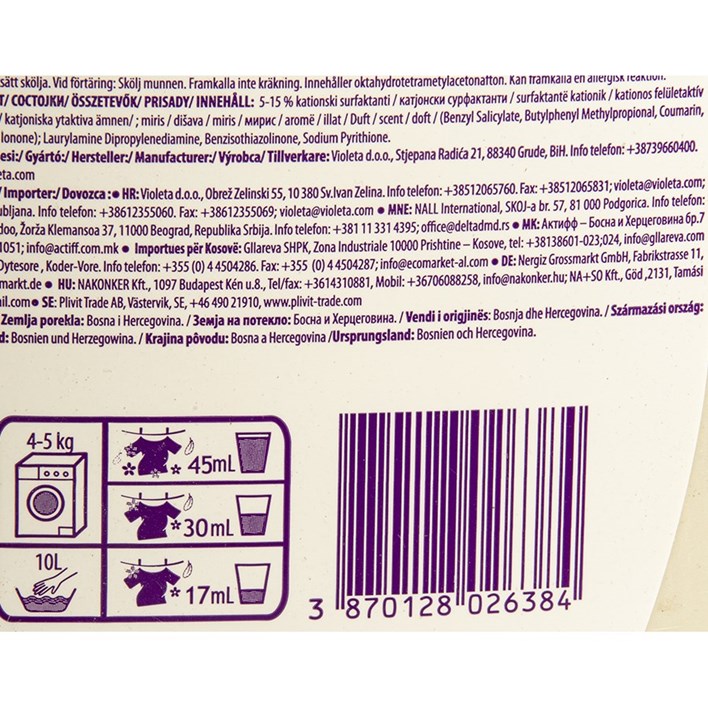 sätt skölja. Vid förtäring: Skölj munnen. Framkalla inte kräkning. Innehåller oktahydrotetrametylacetonafton. Kan framkalla en allergisk reaktion.
T/ СОСТОЈКИ/ ÖSSZETEVŐK/ PRISADY/ INNEHÅLL: 5-15 % kationski surfaktanti / катјонски сурфактанти / surfaktantë kationik / kationos felületaktív
/ katjoniska ytaktiva ämnen/ ; miris / dišava / miris / мирис / aromë / illat / Duft / scent / doft / (Benzyl Salicylate, Butylphenyl Methylpropional, Coumarin,
Ionone); Laurylamine Dipropylenediamine, Benzisothiazolinone, Sodium Pyrithione.
esi:/ Gyártó:/ Hersteller:/ Manufacturer:/ Výrobca/ Tillverkare: Violeta d.o.o., Stjepana Radića 21, 88340 Grude, BiH. Info telefon: +38739660400.
eta.com
/ Importer:/ Dovozca : ● HR: Violeta d.o.o., Obrež Zelinski 55, 10 380 Sv.Ivan Zelina. Info telefon: +38512065760. Fax: +38612065831; violeta@violeta.com;
ubljana. Info telefon: +38612355060. Fax: +38612355069; violeta@violeta.com ● MNE: NALL International, SKOJ-a br. 57, 81 000 Podgorica. Info telefon:
doo, Žorža Klemansoa 37, 11000 Beograd, Republika Srbija. Info telefon: +381 11 331 4395; office@deltadmd.rs ● MK: Актифф – Босна и Херцеговина бр.7
1051; info@actiff.com.mk ● Importues për Kosovë: Gllareva SHPK, Zona Industriale 10000 Prishtine – Kosove, tel: +38138601-023;024, info@gllareva.com
Dytesore , Koder-Vore. Info telefon: +355 (0) 4 4504286. Fax: +355 (0) 4 4504287; info@ecomarket-al.com ● DE: Nergiz Grossmarkt GmbH, Fabrikstrasse 11,
markt.de ● HU: NAKONKER Kft., 1097 Budapest Kén u.8., Tel/fax: +3614310881, Mobil: +36706088258, info@nakonker.hu; NA+SO Kft., Göd ,2131, Tamási
il.com ● SE: Plivit Trade AB, Västervik, SE, +46 490 21910, www.plivit-trade.com
Zemlja porekla: Bosna i Hercegovina. / Земја на потекло: Босна и Херцеговина. / Vendi i origjinës: Bosnja dhe Hercegovina. / Származási ország:
d: Bosnien und Herzegowina. / Krajina pôvodu: Bosna a Hercegovina /Ursprungsland: Bosnien och Hercegovina.
4-5 kg
45mL
30mL
10L
17mL
3 870128 026384